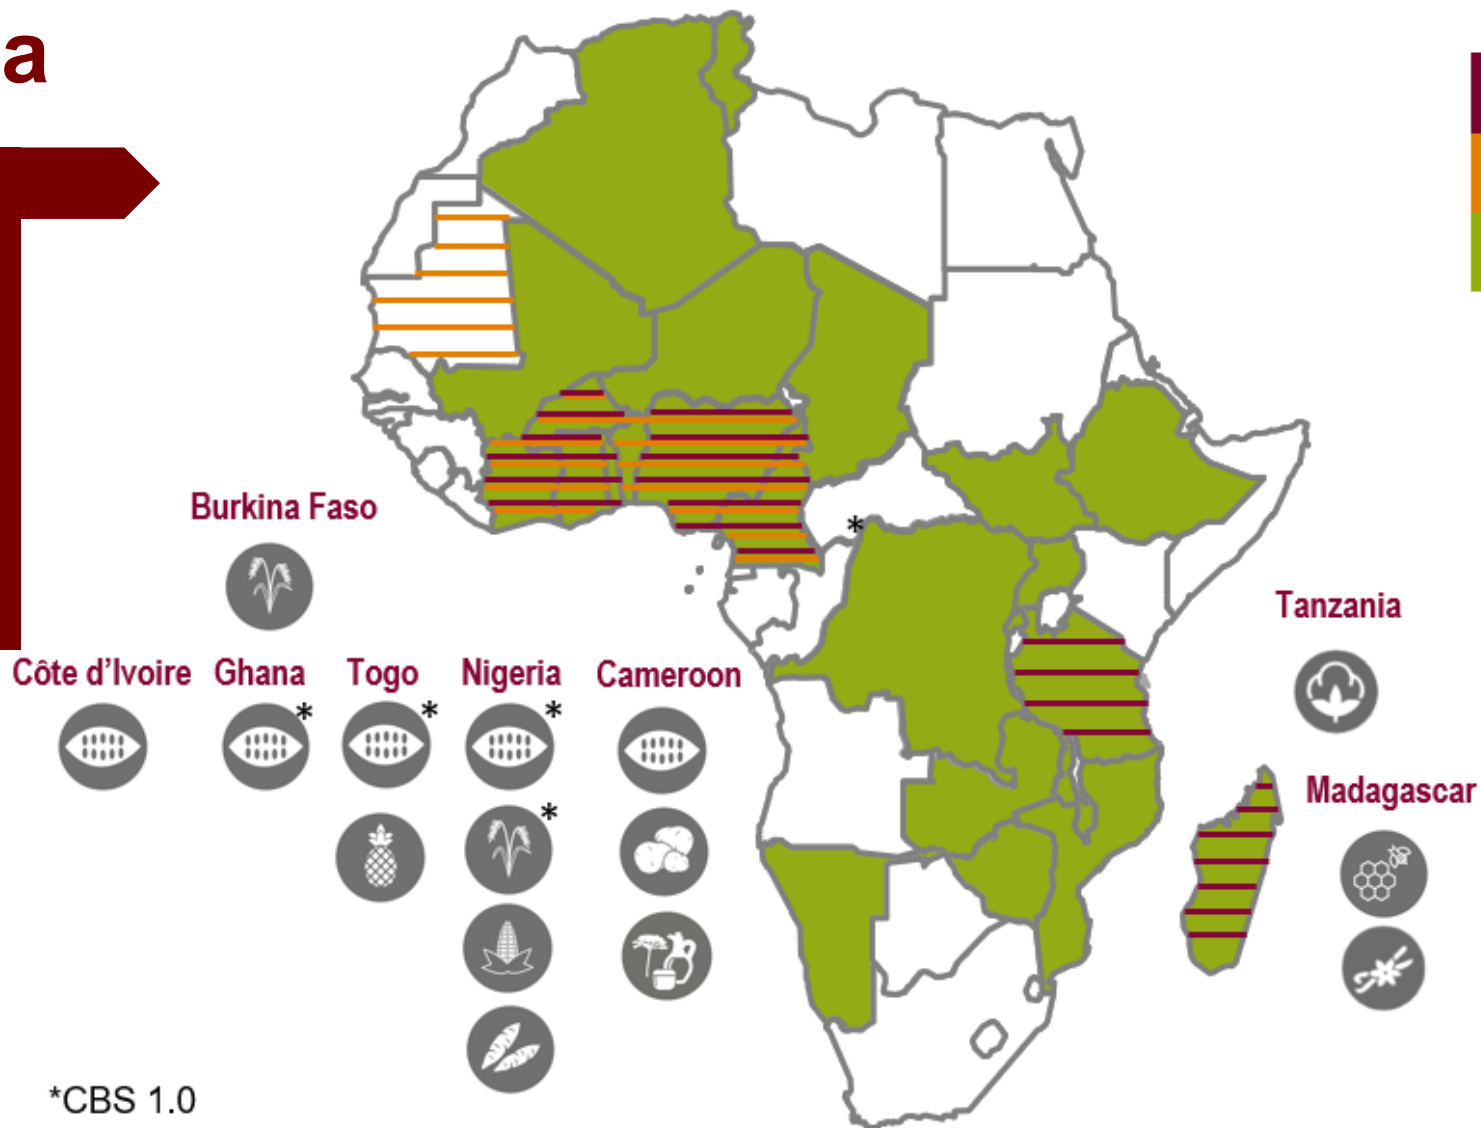 a
Burkina Faso
Côte d'Ivoire
Ghana
*
Togo
*
Nigeria
*
*
Cameroon
*
Tanzania
Madagascar
*CBS 1.0